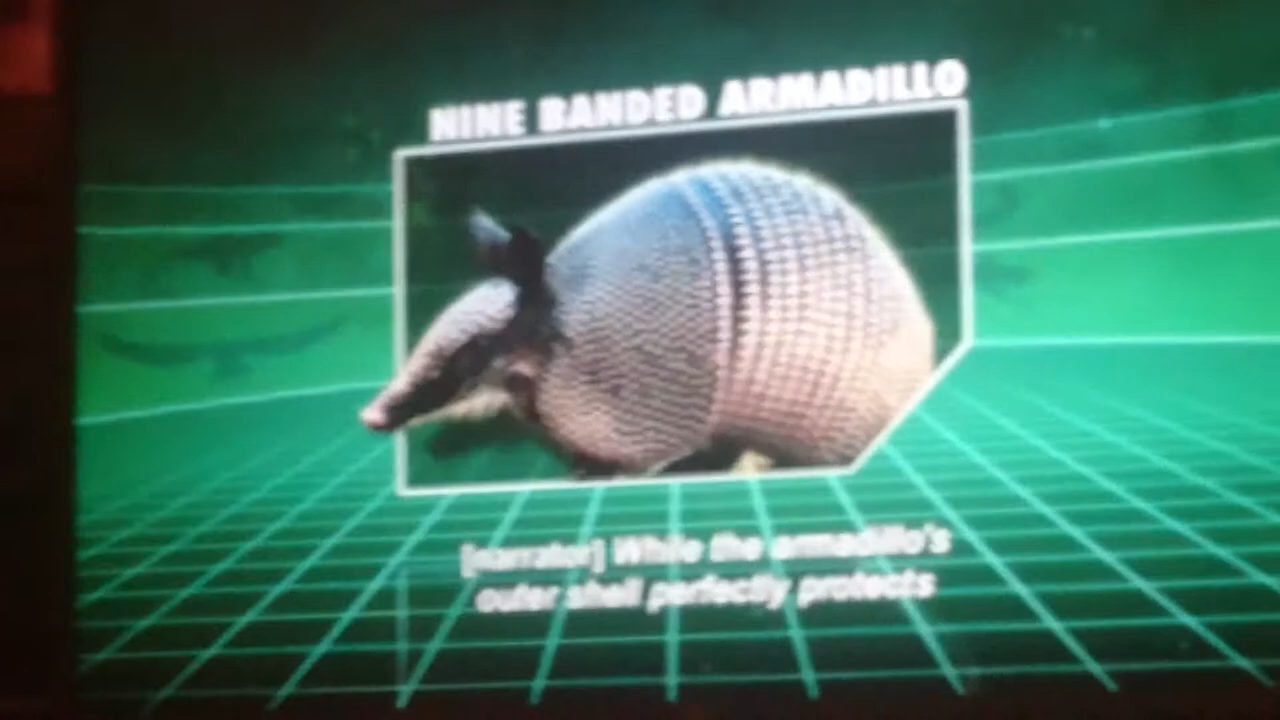 NINE BANDED ARMADILLO
[narrator] While the armadillo's
outer shell perfectly protects